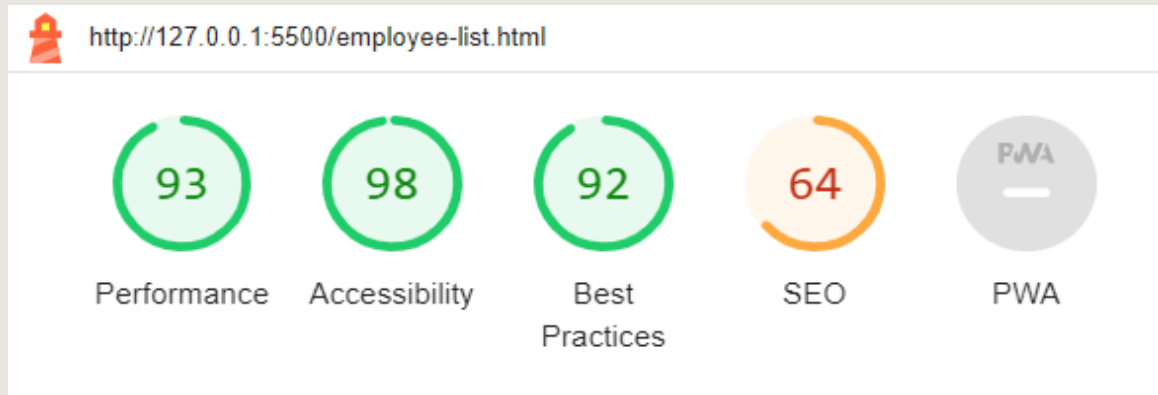 http://127.0.0.1:5500/employee-list.html
93 98 92 64 PWA
Performance Accessibility Best Practices SEO PWA